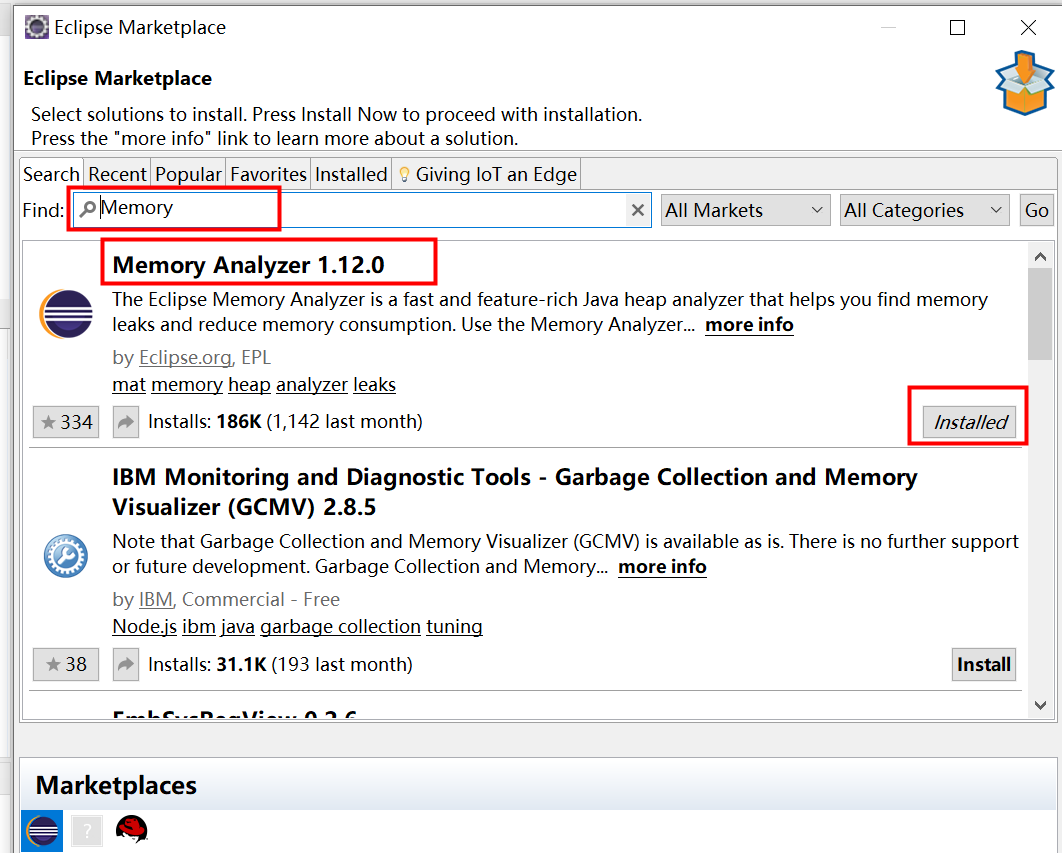 Eclipse Marketplace
Eclipse Marketplace
Select solutions to install. Press Install Now to proceed with installation.
Press the "more info" link to learn more about a solution.
Search Recent Popular Favorites Installed Giving IoT an Edge
Find: Memory All Markets All Categories Go
Memory Analyzer 1.12.0
The Eclipse Memory Analyzer is a fast and feature-rich Java heap analyzer that helps you find memory
leaks and reduce memory consumption. Use the Memory Analyzer... more info
by Eclipse.org, EPL
mat memory heap analyzer leaks
334 Installs: 186K (1,142 last month) Installed
IBM Monitoring and Diagnostic Tools - Garbage Collection and Memory
Visualizer (GCMV) 2.8.5
Note that Garbage Collection and Memory Visualizer (GCMV) is available as is. There is no further support
or future development. Garbage Collection and Memory... more info
by IBM, Commercial - Free
Node.js ibm java garbage collection tuning
38 Installs: 31.1K (193 last month) Install
EmbSysRegView 0.2.6
Marketplaces
?